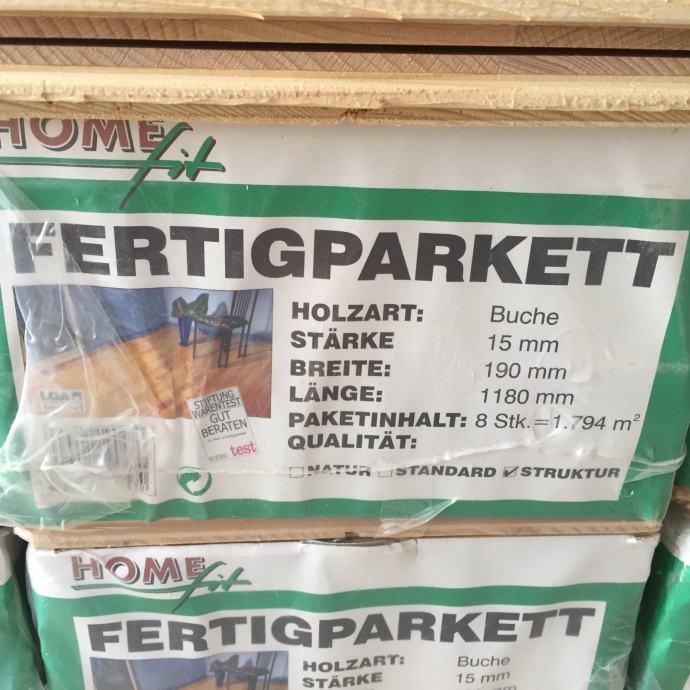 HOME
fit
FERTIGPARKETT
HOLZART: Buche
STÄRKE 15 mm
BREITE: 190 mm
LÄNGE: 1180 mm
PAKETINHALT: 8 Stk.=1.794 m²
QUALITÄT:
NATUR STANDARD STRUKTUR
STIFTUNG
WARENTEST
GUT
BERATEN
test
HOME
fit
FERTIGPARKETT
HOLZART: Buche
STÄRKE 15 mm
mm